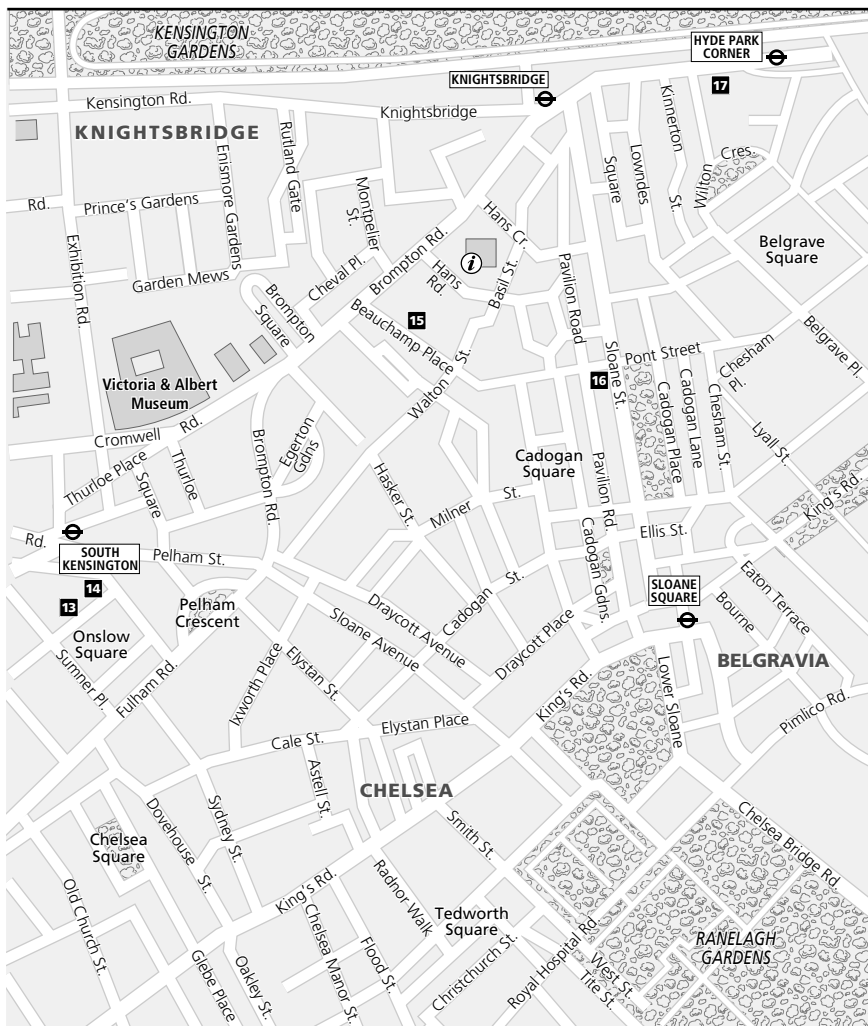 KENSINGTON
GARDENS
HYDE PARK
CORNER
KNIGHTSBRIDGE
17
Kensington Rd.
Knightsbridge
KNIGHTSBRIDGE
Kinnerton
St.
Lowndes
Square
Wilton
Cres.
Rutland Gate
Ennismore Gardens
Montpelier
St.
Rd.
Prince's Gardens
Exhibition Rd.
Hans Cr.
Brompton Rd.
Belgrave
Square
Garden Mews
Cheval Pl.
Brompton
Square
i
Hans
Rd.
Basil St.
Pavilion Road
15
Beauchamp Place
Sloane St.
Pont Street
Chesham
Pl.
Belgrave Pl.
16
Victoria & Albert
Museum
Walton St.
Cadogan Place
Cadogan Lane
Chesham St.
Lyall St.
Cromwell Rd.
Egerton
Gdns
Brompton Rd.
Thurloe Place
Thurloe
Square
Cadogan
Square
Pavilion Rd.
Hasker St.
Milner St.
King's Rd.
Ellis St.
Cadogan Gdns.
Rd.
SOUTH
KENSINGTON
Pelham St.
14
13
Pelham
Crescent
Onslow
Square
Sumner Pl.
Fulham Rd.
Draycott Avenue
Sloane Avenue
Cadogan St.
Draycott Place
SLOANE
SQUARE
Eaton Terrace
Bourne
BELGRAVIA
Lower Sloane
Pimlico Rd.
Ixworth Place
Elystan St.
King's Rd.
Elystan Place
Cale St.
Astell St.
CHELSEA
Sydney St.
Dovehouse St.
Chelsea
Square
Smith St.
Chelsea Bridge Rd.
Old Church St.
King's Rd.
Radnor Walk
Tedworth
Square
Glebe Place
Oakley St.
Chelsea Manor St.
Flood St.
Christchurch St.
Royal Hospital Rd.
West St.
Tite St.
RANELAGH
GARDENS